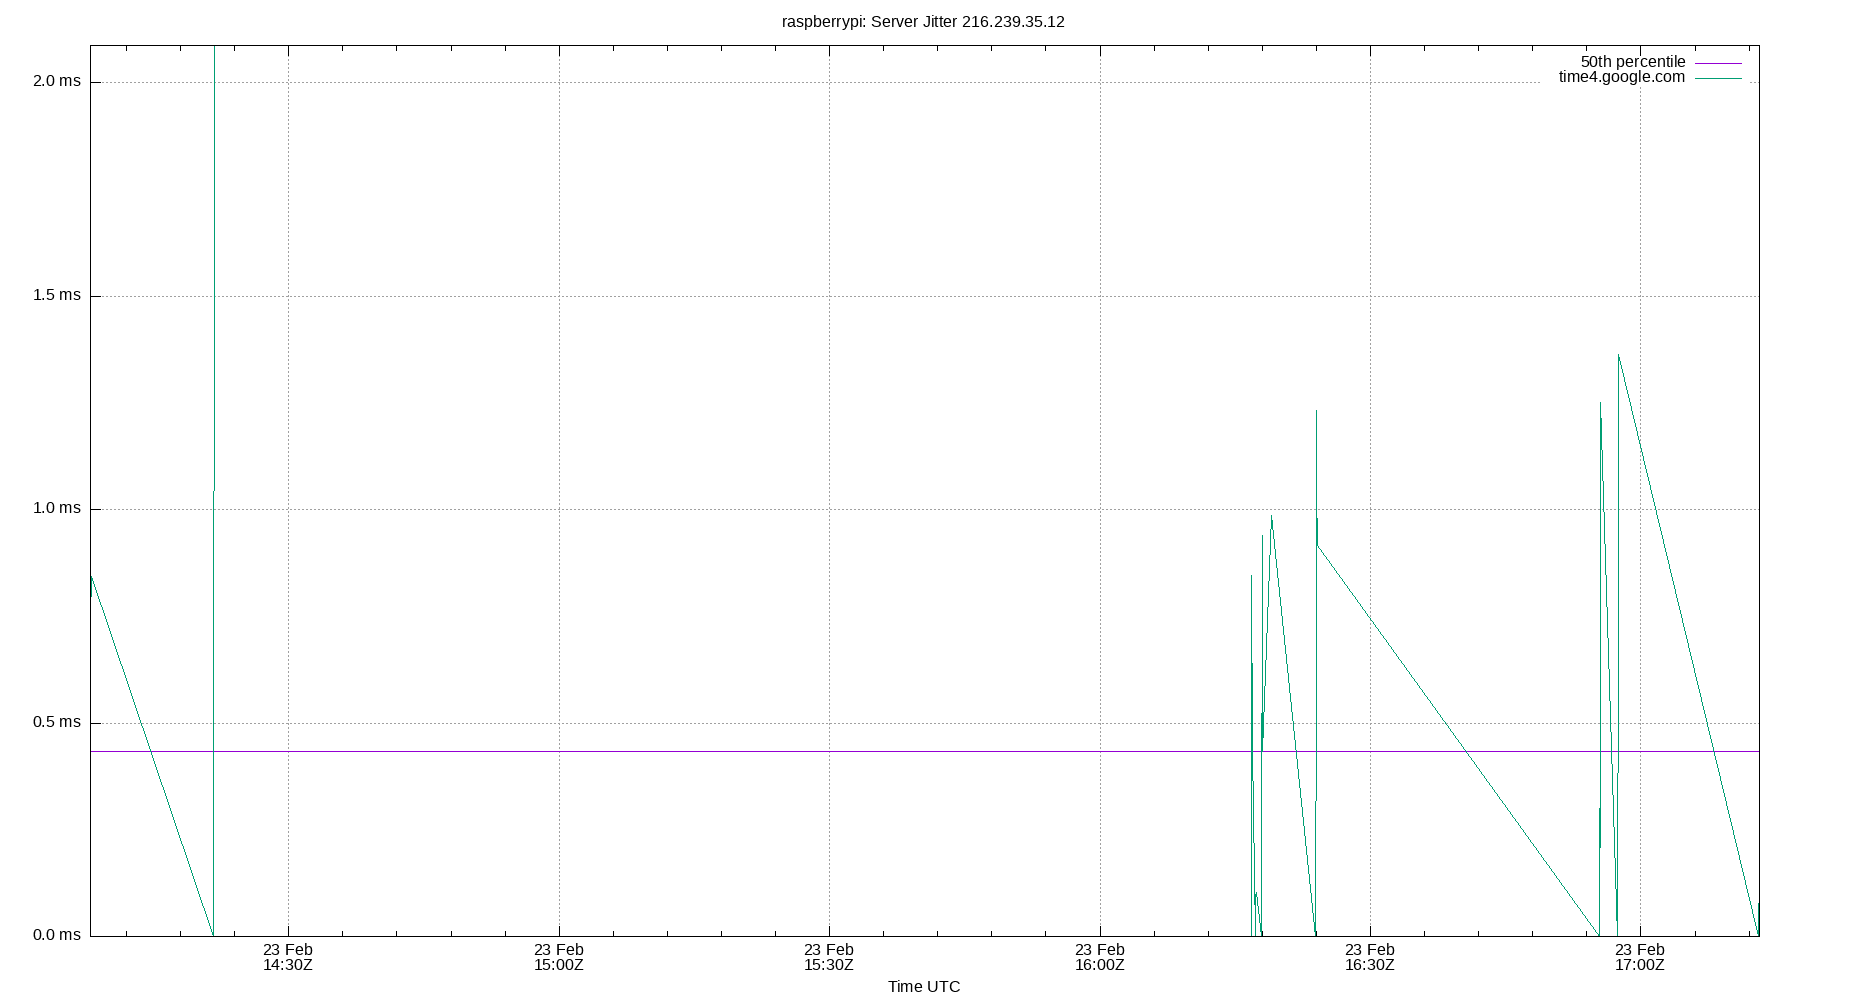 raspberrypi: Server Jitter 216.239.35.12
50th percentile
time4.google.com
2.0 ms
1.5 ms
1.0 ms
0.5 ms
0.0 ms
23 Feb
14:30Z
23 Feb
15:00Z
23 Feb
15:30Z
23 Feb
16:00Z
23 Feb
16:30Z
23 Feb
17:00Z
Time UTC